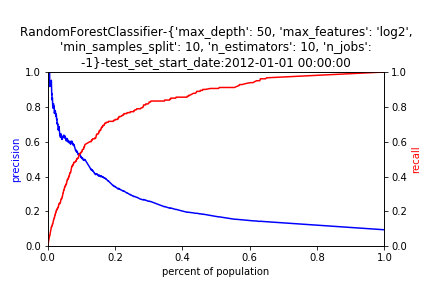 RandomForestClassifier-{'max_depth': 50, 'max_features': 'log2',
'min_samples_split': 10, 'n_estimators': 10, 'n_jobs':
-1}-test_set_start_date:2012-01-01 00:00:00
1.0 1.0
0.8 0.8
0.6 0.6
precision recall
0.4 0.4
0.2 0.2
0.0 0.0
0.0 0.2 0.4 0.6 0.8 1.0
percent of population